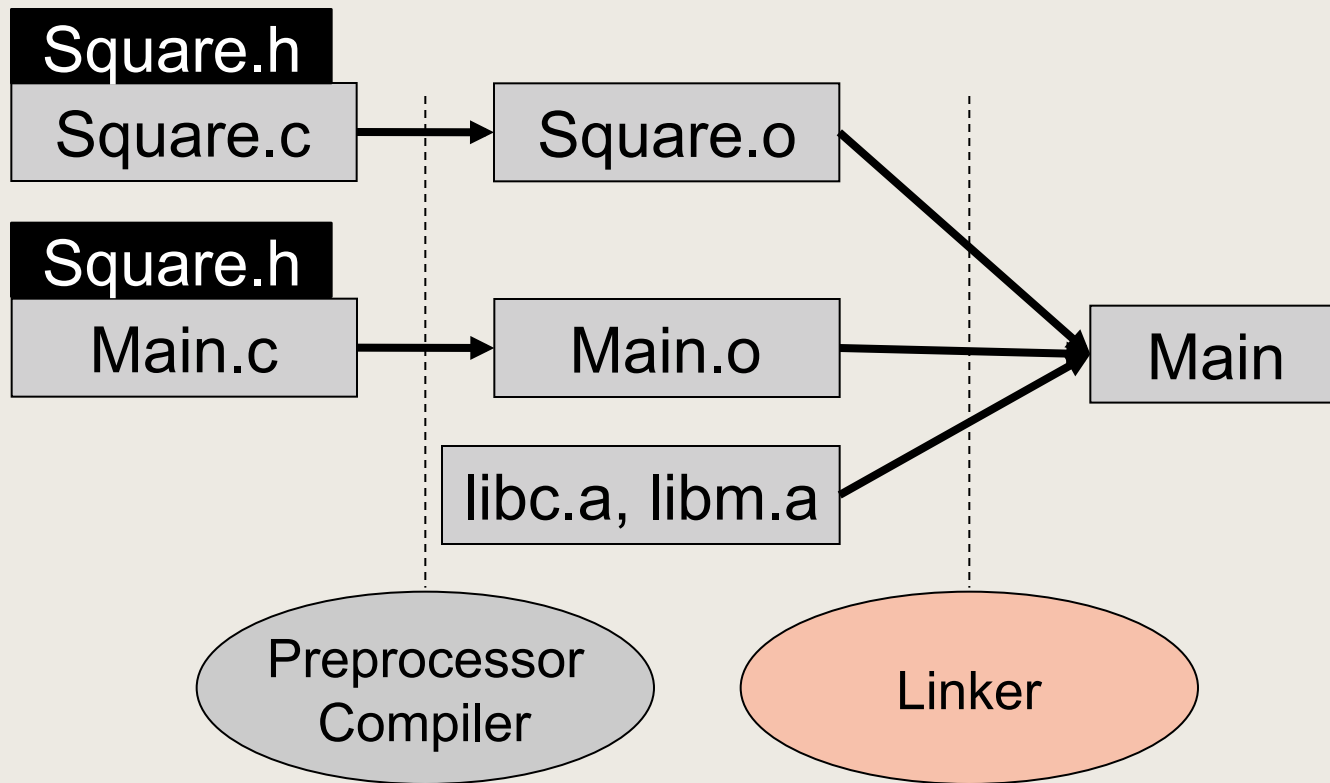 Square.h
Square.c
Square.o
Square.h
Main.c
Main.o
Main
libc.a, libm.a
Preprocessor
Compiler
Linker